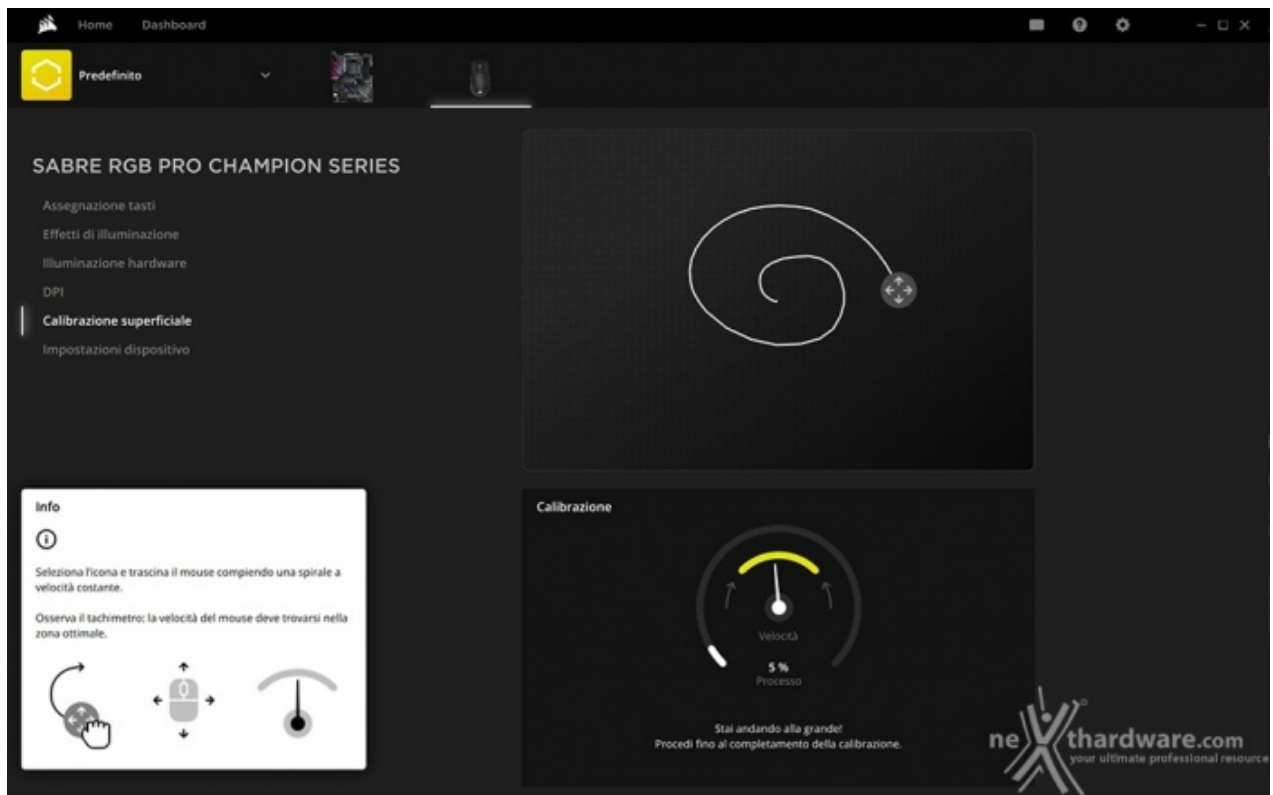 Home Dashboard
Predefinito
SABRE RGB PRO CHAMPION SERIES
Assegnazione tasti
Effetti di illuminazione
Illuminazione hardware
DPI
Calibrazione superficiale
Impostazioni dispositivo
Info
Seleziona l'icona e trascina il mouse compiendo una spirale a
velocità costante.
Osserva il tachimetro: la velocità del mouse deve trovarsi nella
zona ottimale.
Calibrazione
Velocità
5 %
Processo
Stai andando alla grande!
Procedi fino al completamento della calibrazione.
nexthardware.com
your ultimate professional resource